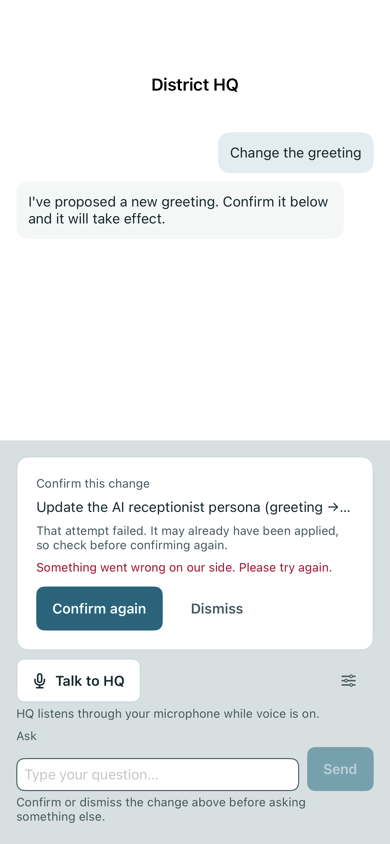 District HQ
Change the greeting
I've proposed a new greeting. Confirm it below
and it will take effect.
Confirm this change
Update the AI receptionist persona (greeting →...
That attempt failed. It may already have been applied,
so check before confirming again.
Something went wrong on our side. Please try again.
Confirm again
Dismiss
Talk to HQ
HQ listens through your microphone while voice is on.
Ask
Type your question...
Send
Confirm or dismiss the change above before asking
something else.